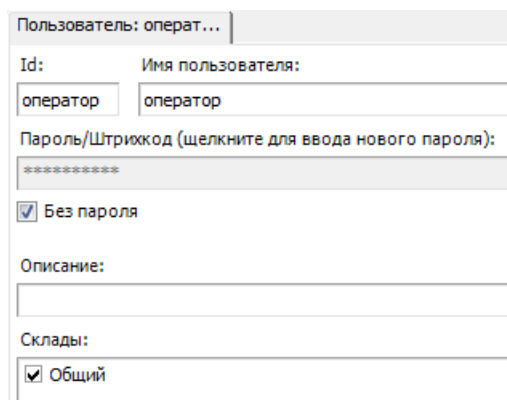 Пользователь: операт...
Id: Имя пользователя:
оператор оператор
Пароль/Штрихкод (щелкните для ввода нового пароля):
**********
Без пароля
Описание:
Склады:
Общий